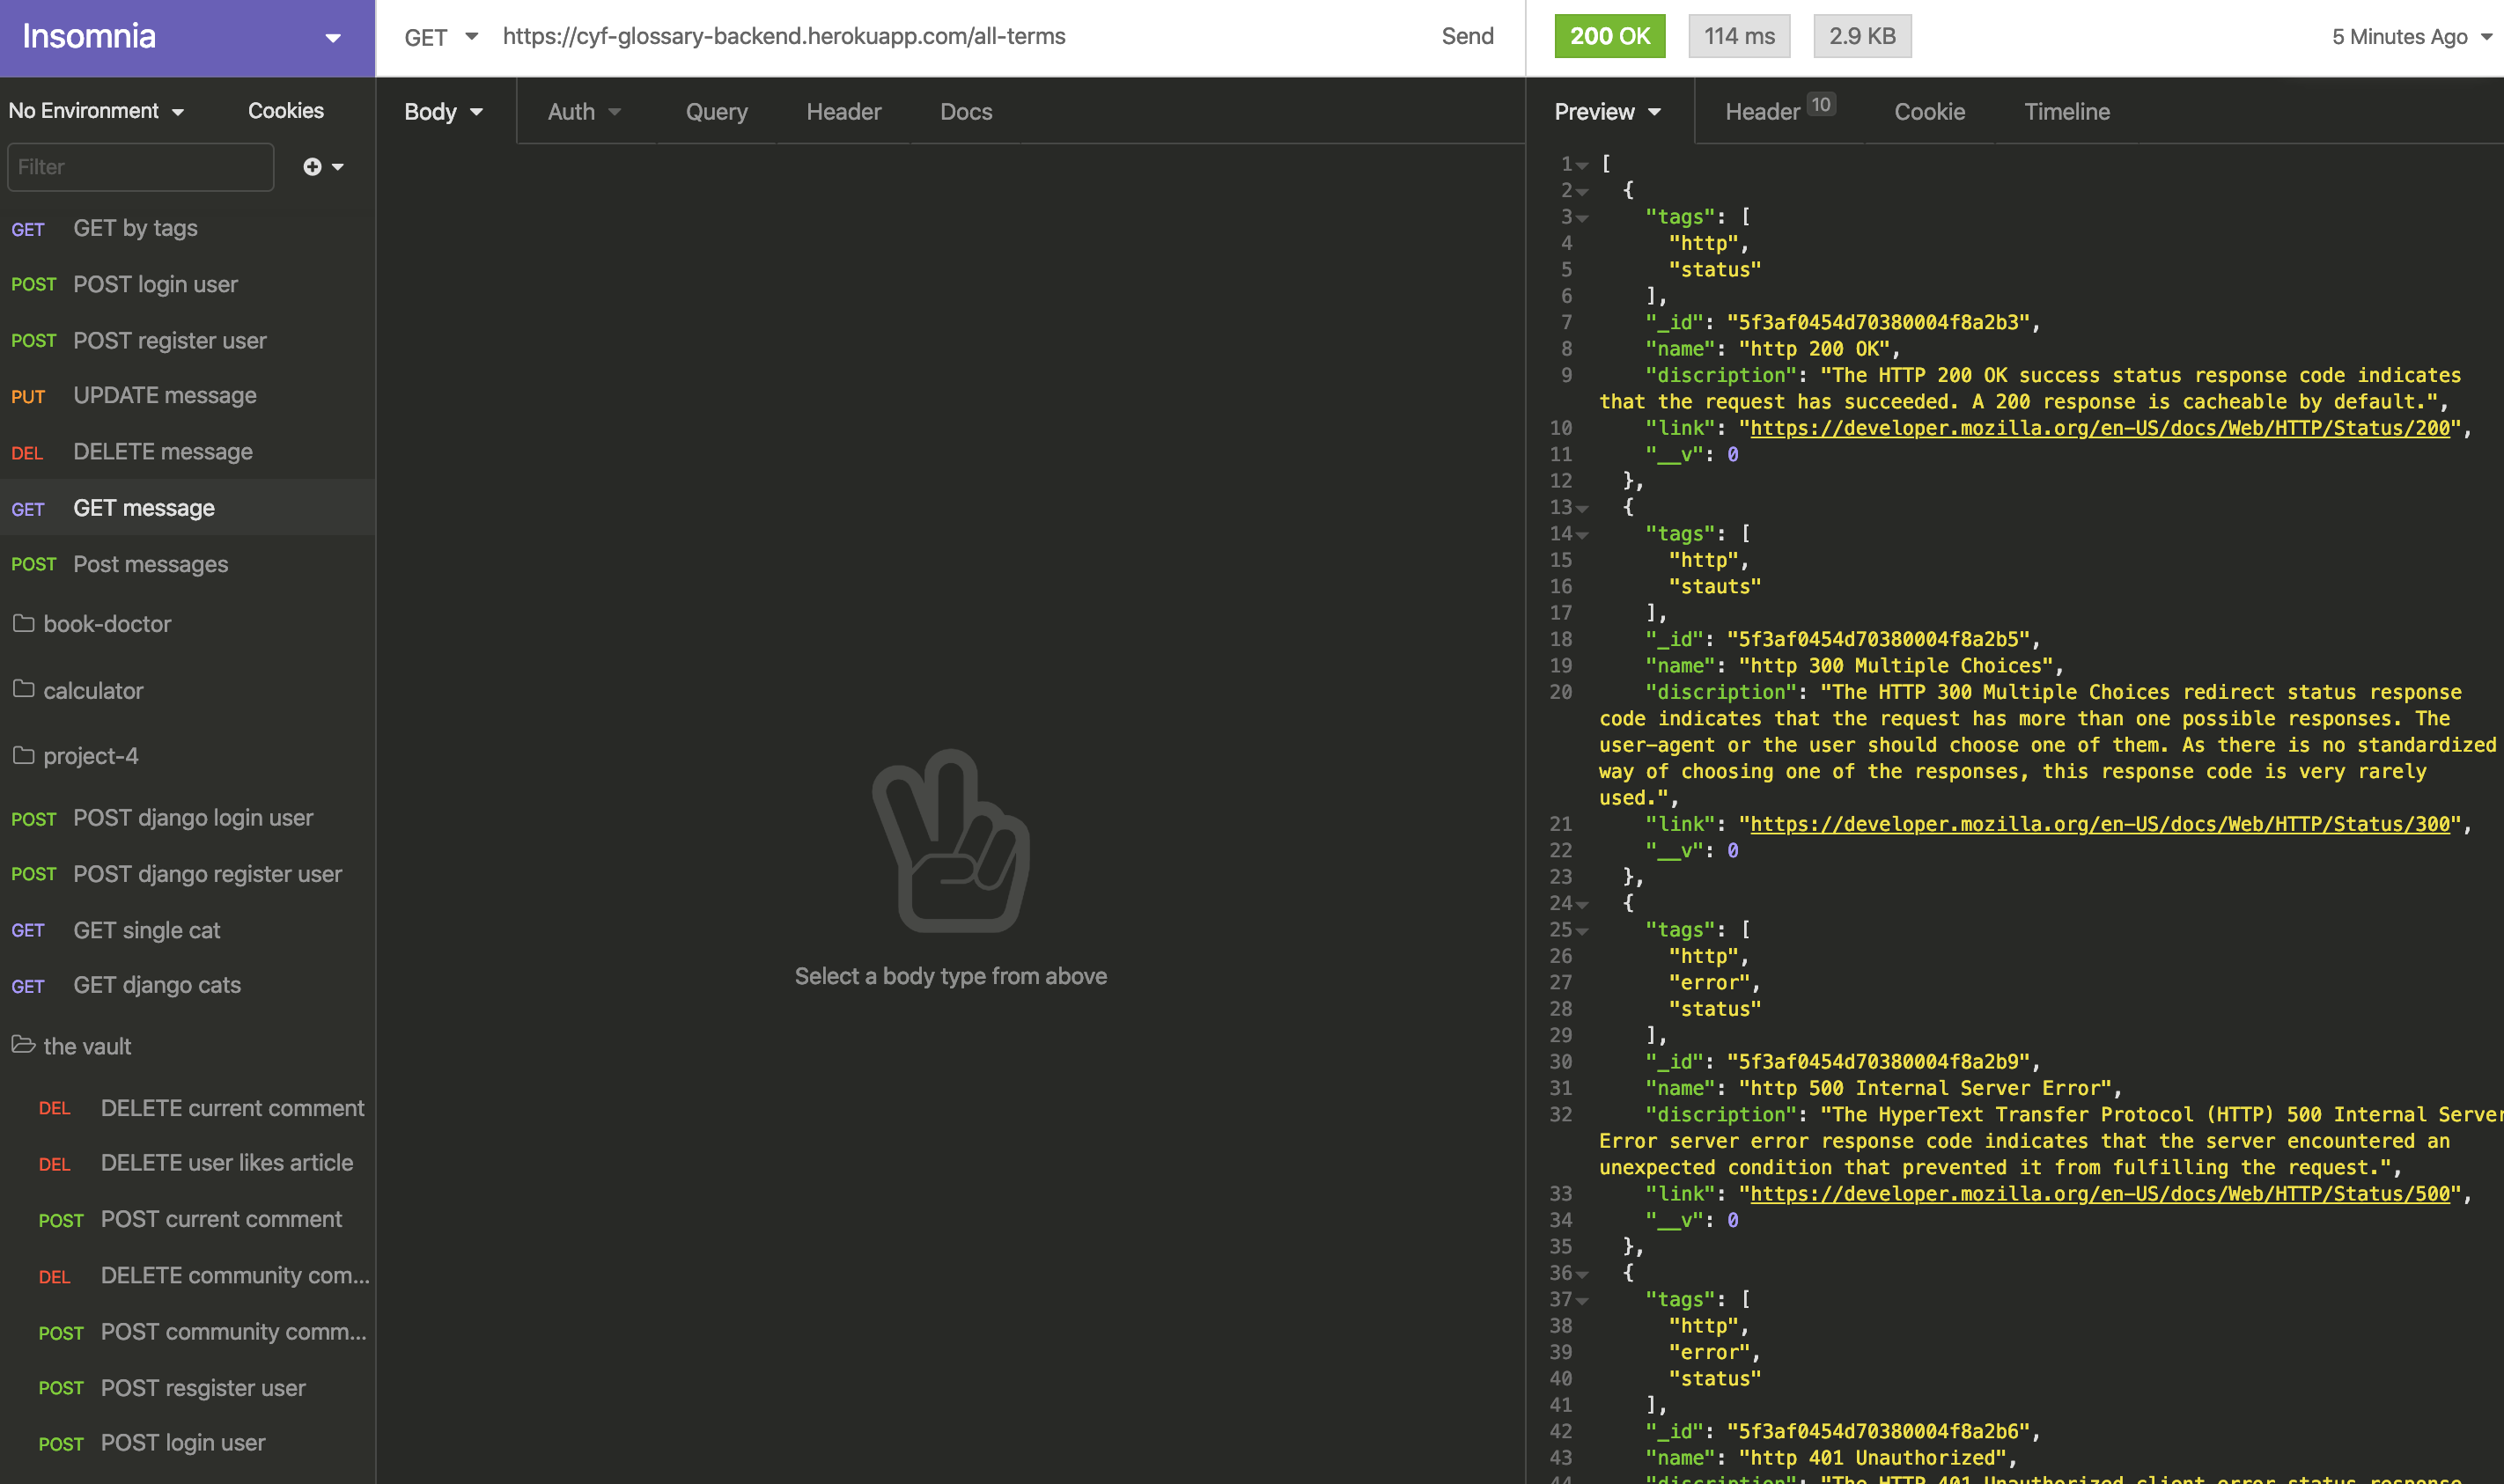 Insomnia
GET https://cyf-glossary-backend.herokuapp.com/all-terms Send
200 OK 114 ms 2.9 KB 5 Minutes Ago
No Environment Cookies
Filter
GET GET by tags
POST POST login user
POST POST register user
PUT UPDATE message
DEL DELETE message
GET GET message
POST Post messages
book-doctor
calculator
project-4
POST POST django login user
POST POST django register user
GET GET single cat
GET GET django cats
the vault
DEL DELETE current comment
DEL DELETE user likes article
POST POST current comment
DEL DELETE community com...
POST POST community comm...
POST POST resgister user
POST POST login user
Body Auth Query Header Docs
Select a body type from above
Preview Header 10 Cookie Timeline
1 [
2 {
3 "tags": [
4 "http",
5 "status"
6 ],
7 "_id": "5f3af0454d70380004f8a2b3",
8 "name": "http 200 OK",
9 "discription": "The HTTP 200 OK success status response code indicates
that the request has succeeded. A 200 response is cacheable by default.",
10 "link": "https://developer.mozilla.org/en-US/docs/Web/HTTP/Status/200",
11 "__v": 0
12 },
13 {
14 "tags": [
15 "http",
16 "stauts"
17 ],
18 "_id": "5f3af0454d70380004f8a2b5",
19 "name": "http 300 Multiple Choices",
20 "discription": "The HTTP 300 Multiple Choices redirect status response
code indicates that the request has more than one possible responses. The
user-agent or the user should choose one of them. As there is no standardized
way of choosing one of the responses, this response code is very rarely
used.",
21 "link": "https://developer.mozilla.org/en-US/docs/Web/HTTP/Status/300",
22 "__v": 0
23 },
24 {
25 "tags": [
26 "http",
27 "error",
28 "status"
29 ],
30 "_id": "5f3af0454d70380004f8a2b9",
31 "name": "http 500 Internal Server Error",
32 "discription": "The HyperText Transfer Protocol (HTTP) 500 Internal Server
Error server error response code indicates that the server encountered an
unexpected condition that prevented it from fulfilling the request.",
33 "link": "https://developer.mozilla.org/en-US/docs/Web/HTTP/Status/500",
34 "__v": 0
35 },
36 {
37 "tags": [
38 "http",
39 "error",
40 "status"
41 ],
42 "_id": "5f3af0454d70380004f8a2b6",
43 "name": "http 401 Unauthorized",
44 "discription": "The HTTP 401 Unauthorized client error status response